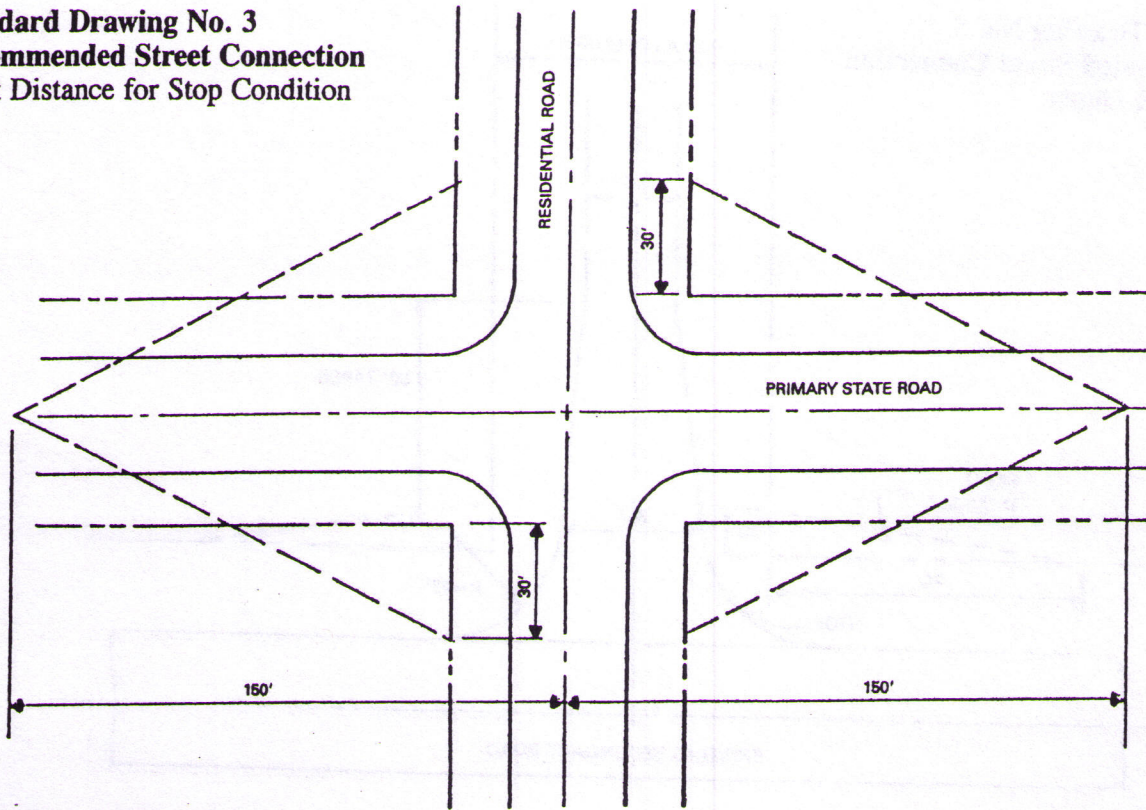 dard Drawing No. 3
ommended Street Connection
Distance for Stop Condition
RESIDENTIAL ROAD
30'
PRIMARY STATE ROAD
30'
150'
150'